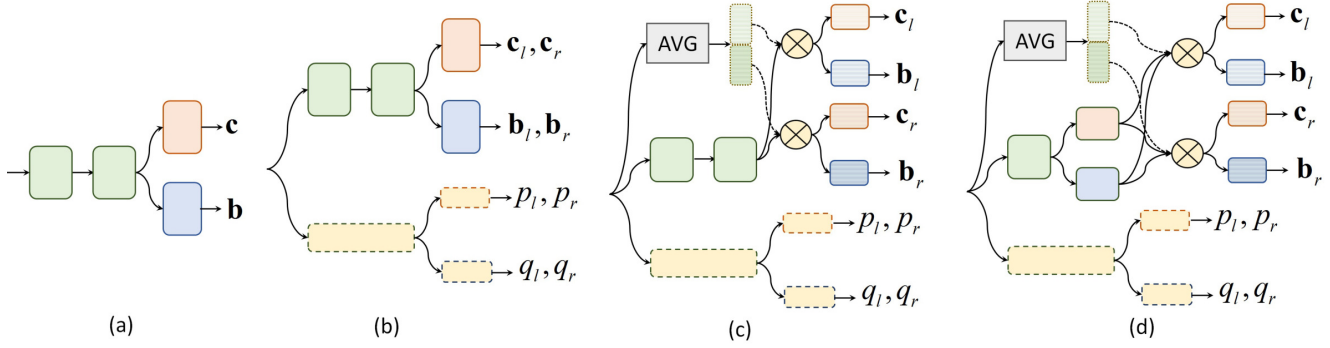 c
b
(a)
c_l, c_r
b_l, b_r
p_l, p_r
q_l, q_r
(b)
AVG
c_l
b_l
c_r
b_r
p_l, p_r
q_l, q_r
(c)
AVG
c_l
b_l
c_r
b_r
p_l, p_r
q_l, q_r
(d)